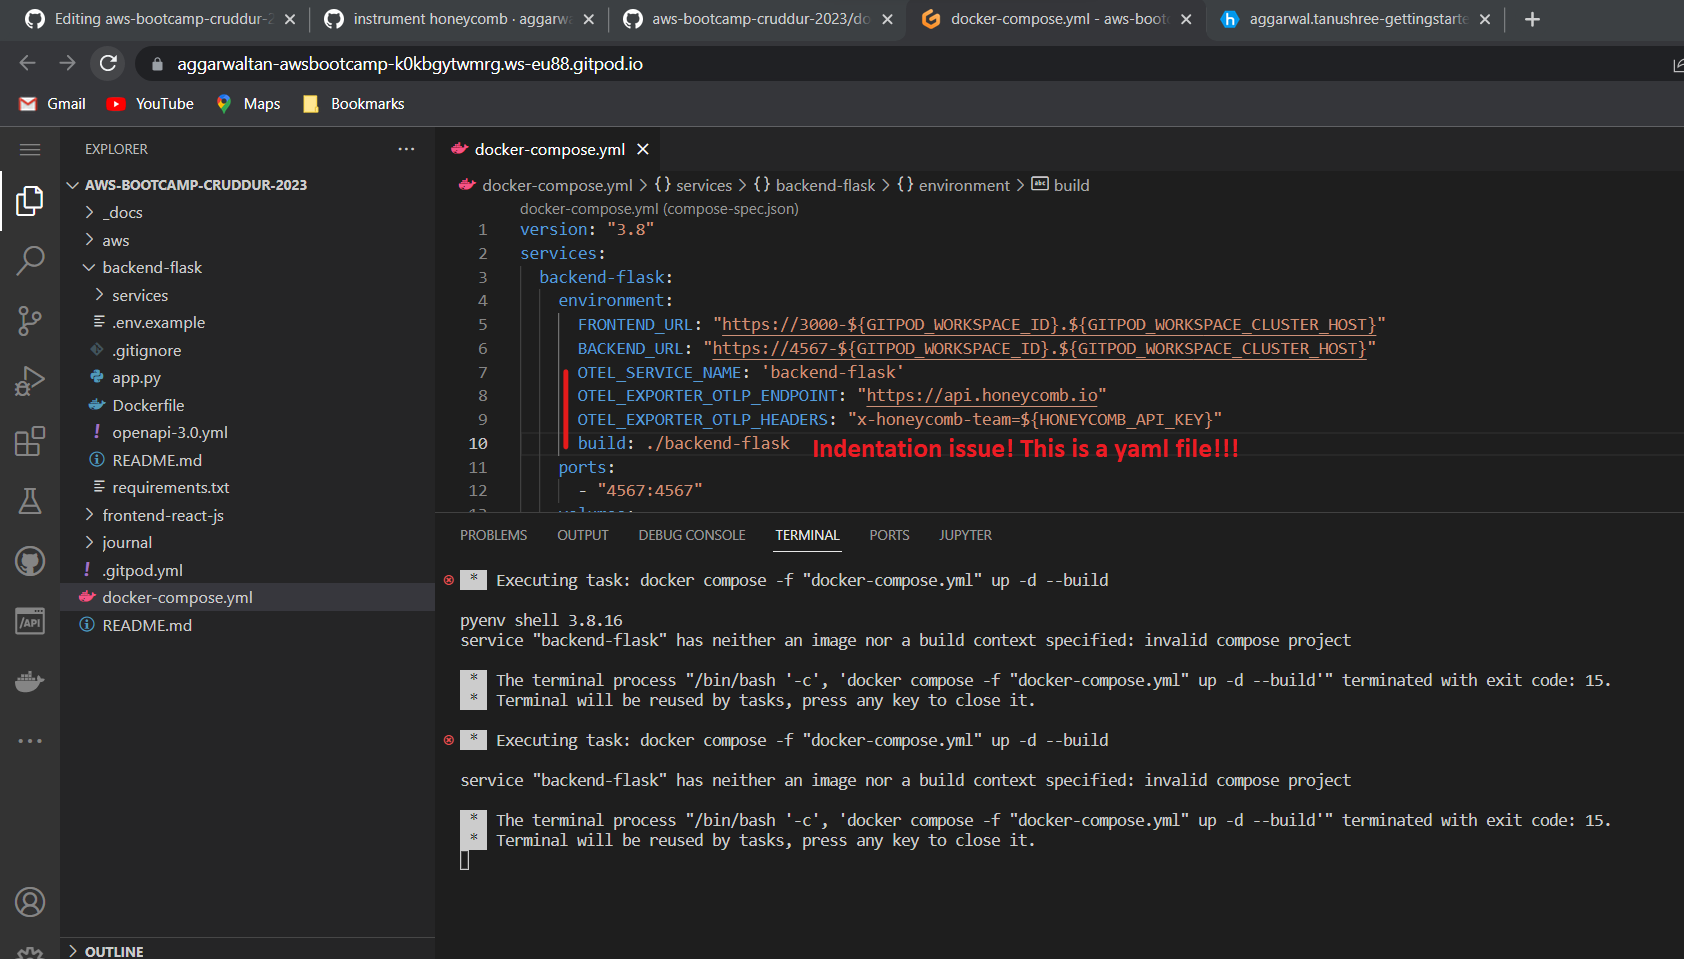 Editing aws-bootcamp-cruddur-2
instrument honeycomb · aggarwa
aws-bootcamp-cruddur-2023/do
docker-compose.yml - aws-boot
aggarwal.tanushree-gettingstarte
aggarwaltan-awsbootcamp-k0kbgytwmrg.ws-eu88.gitpod.io
Gmail
YouTube
Maps
Bookmarks
EXPLORER
AWS-BOOTCAMP-CRUDDUR-2023
_docs
aws
backend-flask
services
.env.example
.gitignore
app.py
Dockerfile
openapi-3.0.yml
README.md
requirements.txt
frontend-react-js
journal
.gitpod.yml
docker-compose.yml
README.md
OUTLINE
/API
docker-compose.yml
docker-compose.yml > {} services > {} backend-flask > {} environment > abc build
docker-compose.yml (compose-spec.json)
1 version: "3.8"
2 services:
3 backend-flask:
4 environment:
5 FRONTEND_URL: "https://3000-${GITPOD_WORKSPACE_ID}.${GITPOD_WORKSPACE_CLUSTER_HOST}"
6 BACKEND_URL: "https://4567-${GITPOD_WORKSPACE_ID}.${GITPOD_WORKSPACE_CLUSTER_HOST}"
7 OTEL_SERVICE_NAME: 'backend-flask'
8 OTEL_EXPORTER_OTLP_ENDPOINT: "https://api.honeycomb.io"
9 OTEL_EXPORTER_OTLP_HEADERS: "x-honeycomb-team=${HONEYCOMB_API_KEY}"
10 build: ./backend-flask
Indentation issue! This is a yaml file!!!
11 ports:
12 - "4567:4567"
13 volumes:
PROBLEMS
OUTPUT
DEBUG CONSOLE
TERMINAL
PORTS
JUPYTER
* Executing task: docker compose -f "docker-compose.yml" up -d --build
pyenv shell 3.8.16
service "backend-flask" has neither an image nor a build context specified: invalid compose project
* The terminal process "/bin/bash '-c', 'docker compose -f "docker-compose.yml" up -d --build'" terminated with exit code: 15.
* Terminal will be reused by tasks, press any key to close it.
* Executing task: docker compose -f "docker-compose.yml" up -d --build
service "backend-flask" has neither an image nor a build context specified: invalid compose project
* The terminal process "/bin/bash '-c', 'docker compose -f "docker-compose.yml" up -d --build'" terminated with exit code: 15.
* Terminal will be reused by tasks, press any key to close it.